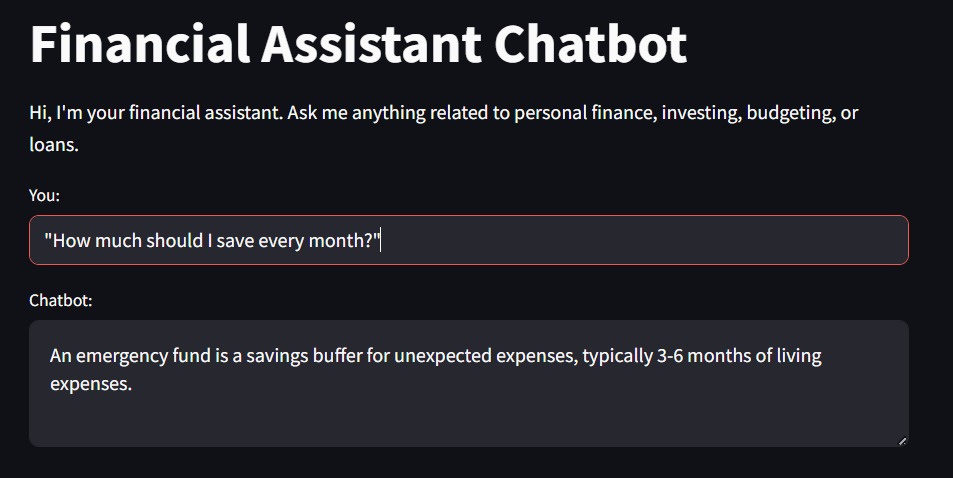 Financial Assistant Chatbot
Hi, I'm your financial assistant. Ask me anything related to personal finance, investing, budgeting, or
loans.
You:
"How much should I save every month?"
Chatbot:
An emergency fund is a savings buffer for unexpected expenses, typically 3-6 months of living
expenses.